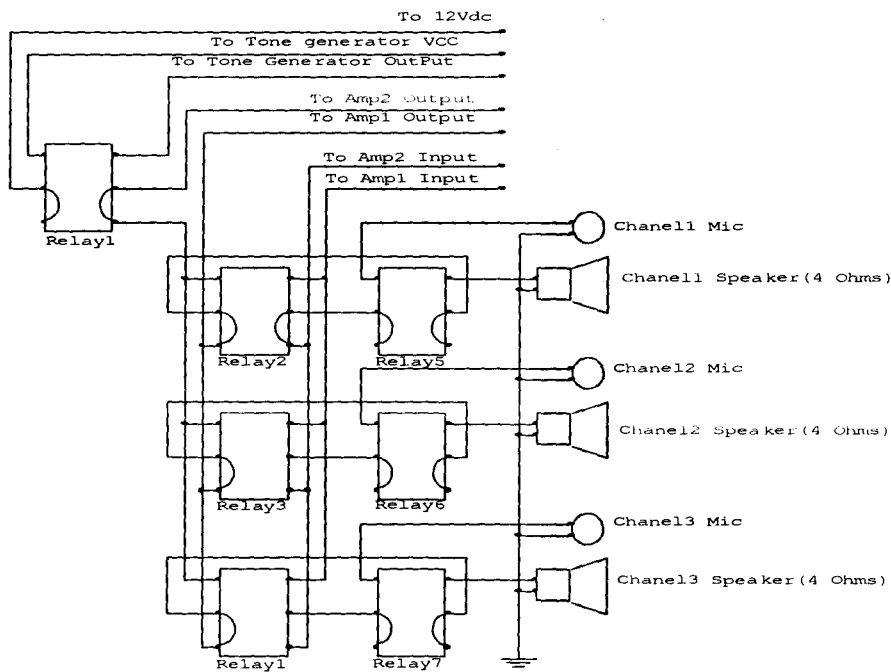 To 12Vdc
To Tone generator VCC
To Tone Generator OutPut
To Amp2 Output
To Amp1 Output
To Amp2 Input
To Amp1 Input
Relay1
Chanel1 Mic
Chanel1 Speaker(4 Ohms)
Relay2
Relay5
Chanel2 Mic
Chanel2 Speaker(4 Ohms)
Relay3
Relay6
Chanel3 Mic
Chanel3 Speaker(4 Ohms)
Relay1
Relay7